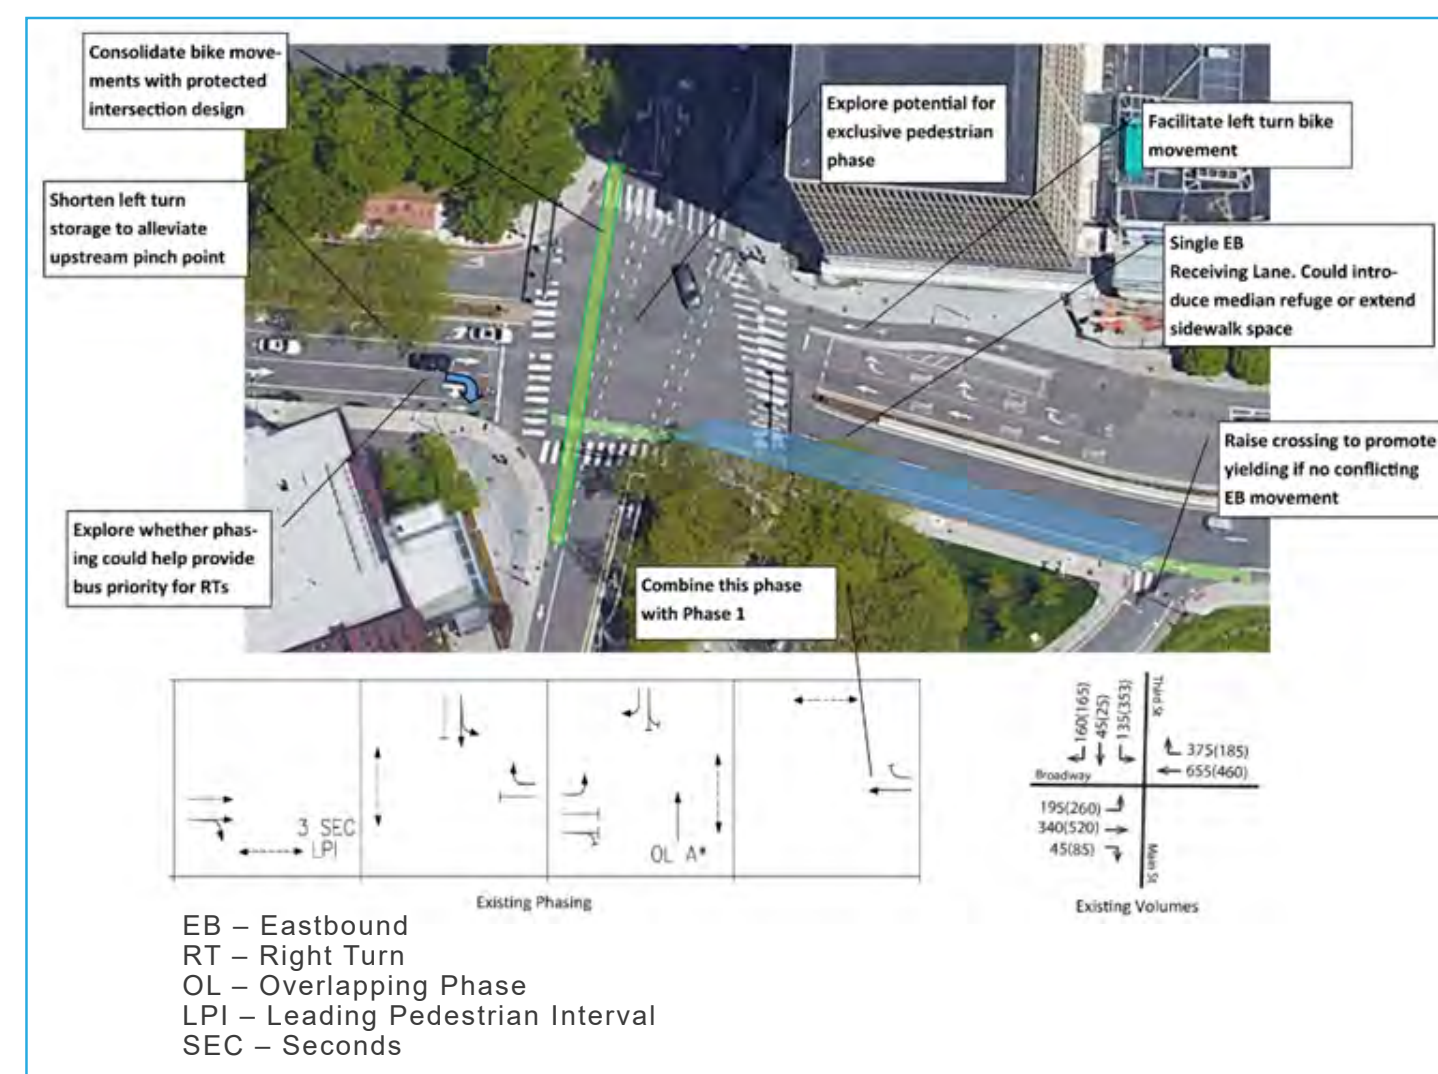 Consolidate bike move-
ments with protected
intersection design
Explore potential for
exclusive pedestrian
phase
Facilitate left turn bike
movement
Shorten left turn
storage to alleviate
upstream pinch point
Single EB
Receiving Lane. Could intro-
duce median refuge or extend
sidewalk space
Raise crossing to promote
yielding if no conflicting
EB movement
Explore whether phas-
ing could help provide
bus priority for RTs
Combine this phase
with Phase 1
3 SEC
LPI
OL A*
Existing Phasing
160(165)
45(25)
135(353)
Third St
375(185)
655(460)
Broadway
195(260)
340(520)
45(85)
Main St
Existing Volumes
EB – Eastbound
RT – Right Turn
OL – Overlapping Phase
LPI – Leading Pedestrian Interval
SEC – Seconds